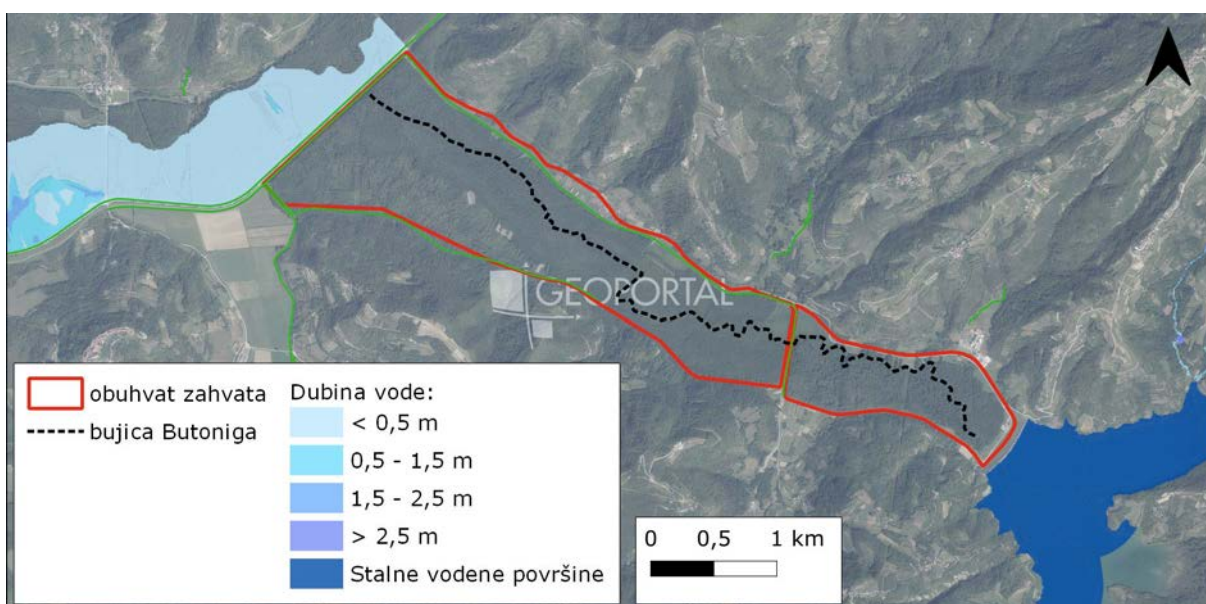 GEOPORTAL
obuhvat zahvata
bujica Butoniga
Dubina vode:
< 0,5 m
0,5 - 1,5 m
1,5 - 2,5 m
> 2,5 m
Stalne vodene površine
0 0,5 1 km